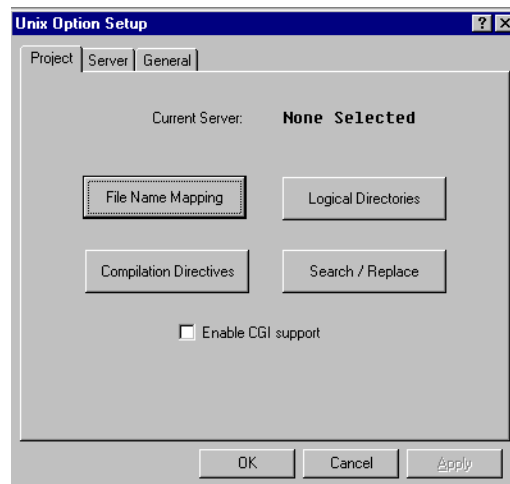 Unix Option Setup ? X
Project Server General
Current Server: None Selected
File Name Mapping Logical Directories
Compilation Directives Search / Replace
Enable CGI support
OK Cancel Apply